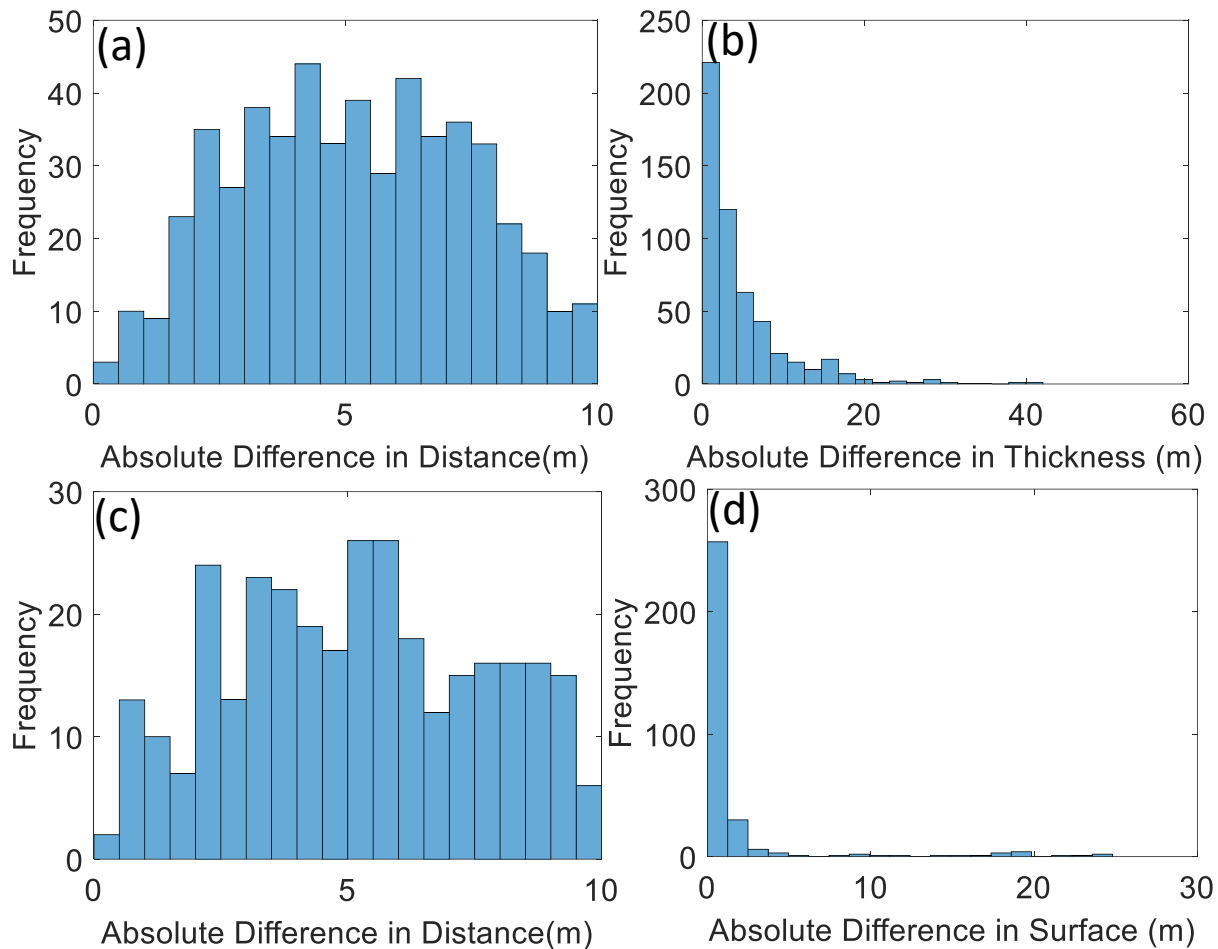 (a)
50
40
30
20
10
0
Frequency
0 5 10
Absolute Difference in Distance(m)
(b)
250
200
150
100
50
0
Frequency
0 20 40 60
Absolute Difference in Thickness (m)
(c)
30
20
10
0
Frequency
0 5 10
Absolute Difference in Distance(m)
(d)
300
200
100
0
Frequency
0 10 20 30
Absolute Difference in Surface (m)